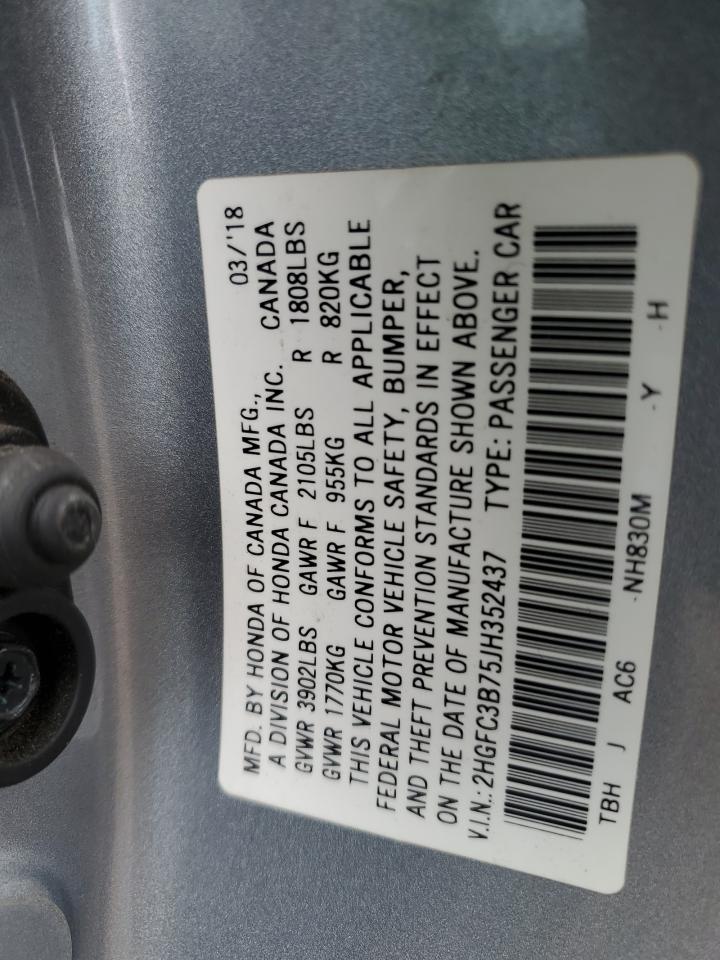 MFD. BY HONDA OF CANADA MFG., 03/'18
A DIVISION OF HONDA CANADA INC. CANADA
GVWR 3902LBS GAWR F 2105LBS R 1808LBS
GVWR 1770KG GAWR F 955KG R 820KG
THIS VEHICLE CONFORMS TO ALL APPLICABLE
FEDERAL MOTOR VEHICLE SAFETY, BUMPER,
AND THEFT PREVENTION STANDARDS IN EFFECT
ON THE DATE OF MANUFACTURE SHOWN ABOVE.
V.I.N.: 2HGFC3B75JH352437 TYPE: PASSENGER CAR
TBH J AC6 -NH830M -Y -H